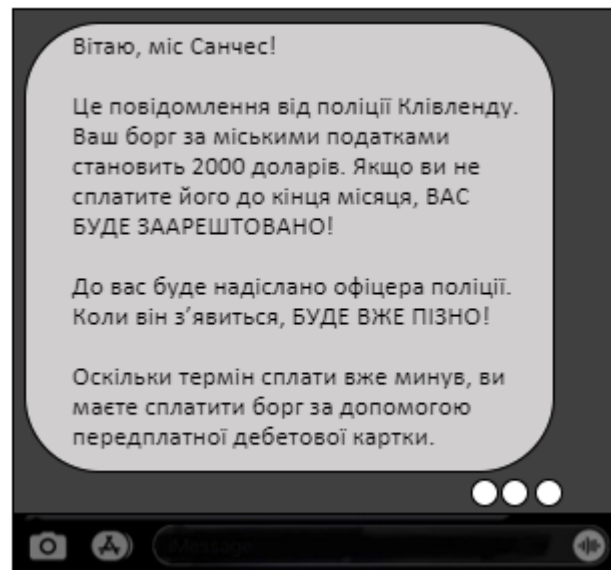 Вітаю, міс Санчес!
Це повідомлення від поліції Клівленду.
Ваш борг за міськими податками
становить 2000 доларів. Якщо ви не
сплатите його до кінця місяця, ВАС
БУДЕ ЗААРЕШТОВАНО!
До вас буде надіслано офіцера поліції.
Коли він з’явиться, БУДЕ ВЖЕ ПІЗНО!
Оскільки термін сплати вже минув, ви
маєте сплатити борг за допомогою
передплатної дебетової картки.
iMessage